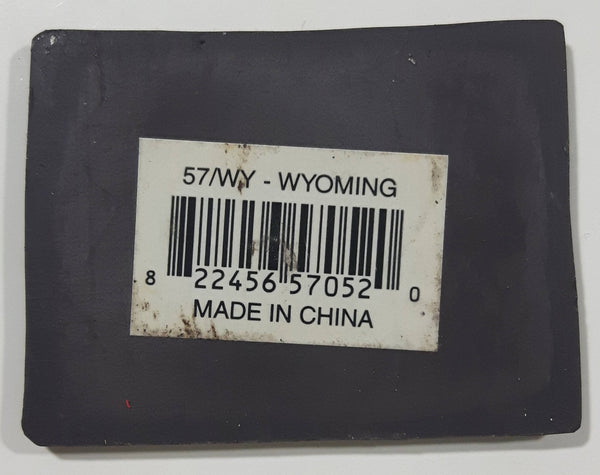 57/WY - WYOMING
8 22456 57052 0
MADE IN CHINA